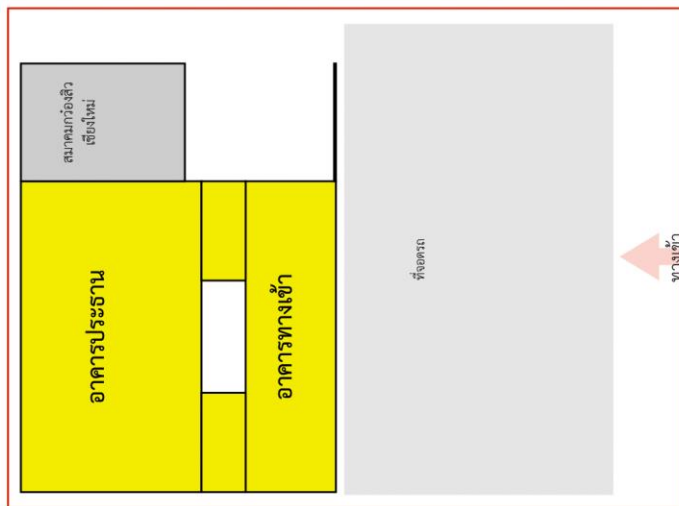 สมาคมกว๋องสิว
เชียงใหม่
อาคารประธาน
อาคารทางเข้า
ที่จอดรถ
ทางเข้า